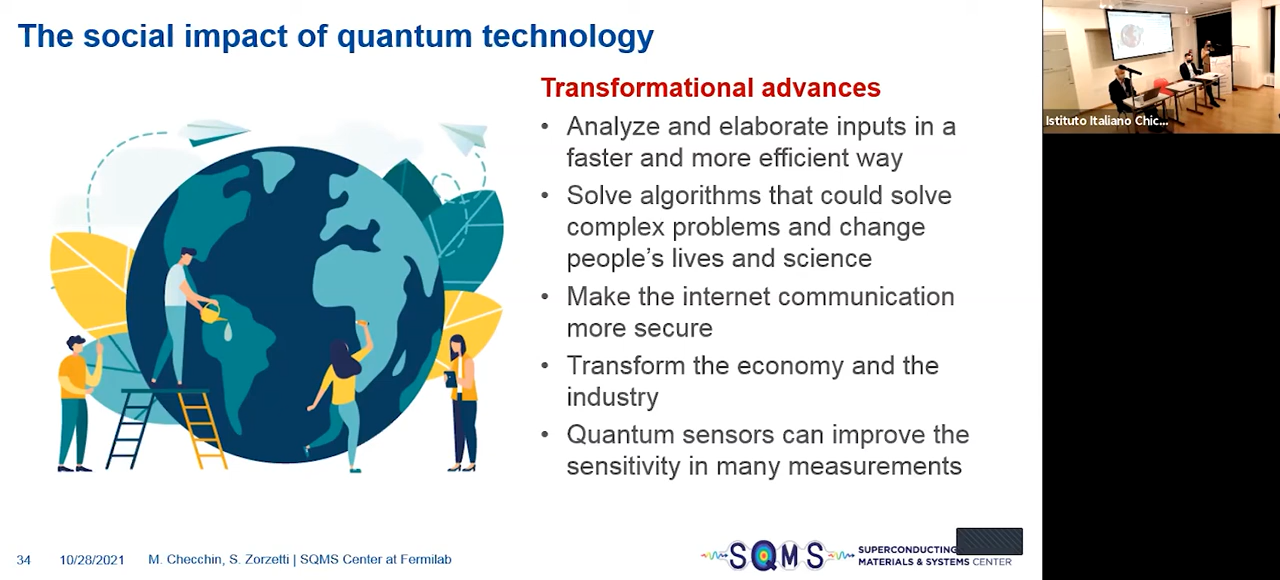 The social impact of quantum technology
Transformational advances
• Analyze and elaborate inputs in a
faster and more efficient way
• Solve algorithms that could solve
complex problems and change
people's lives and science
• Make the internet communication
more secure
• Transform the economy and the
industry
• Quantum sensors can improve the
sensitivity in many measurements
Istituto Italiano Chic...
34 10/28/2021 M. Checchin, S. Zorzetti | SQMS Center at Fermilab
SQMS
SUPERCONDUCTING
MATERIALS & SYSTEMS CENTER